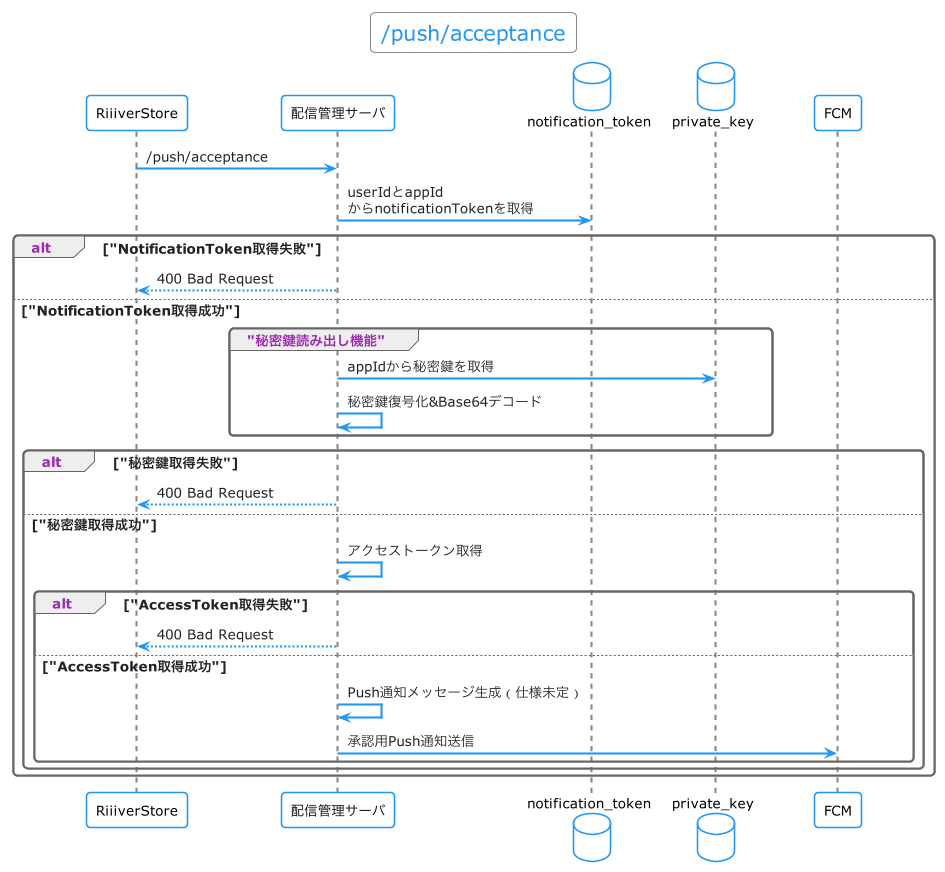 /push/acceptance
RiiiverStore
配信管理サーバ
notification_token
private_key
FCM
/push/acceptance
userIdとappId
からnotificationTokenを取得
alt
["NotificationToken取得失敗"]
400 Bad Request
["NotificationToken取得成功"]
"秘密鍵読み出し機能"
appIdから秘密鍵を取得
秘密鍵復号化&Base64デコード
alt
["秘密鍵取得失敗"]
400 Bad Request
["秘密鍵取得成功"]
アクセストークン取得
alt
["AccessToken取得失敗"]
400 Bad Request
["AccessToken取得成功"]
Push通知メッセージ生成（仕様未定）
承認用Push通知送信
RiiiverStore
配信管理サーバ
notification_token
private_key
FCM